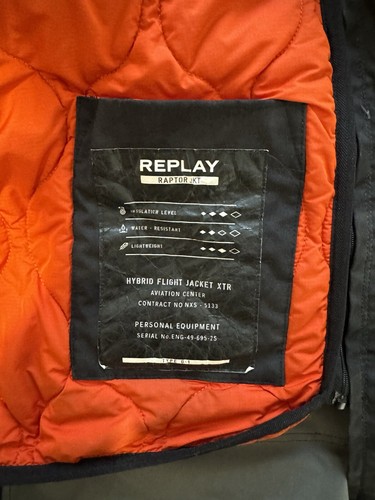 REPLAY
RAPTOR JKT
INSULATION LEVEL
WATER - RESISTANT
LIGHTWEIGHT
HYBRID FLIGHT JACKET XTR
AVIATION CENTER
CONTRACT NO NXS - 5133
PERSONAL EQUIPMENT
SERIAL No. ENG-49-695-25